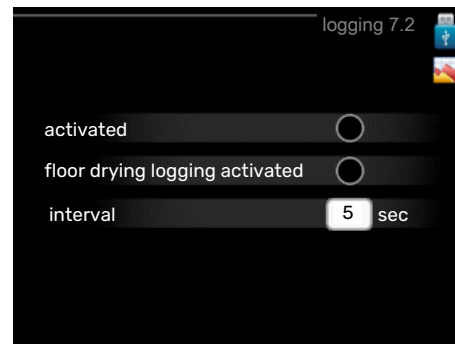 logging 7.2
activated
floor drying logging activated
interval 5 sec